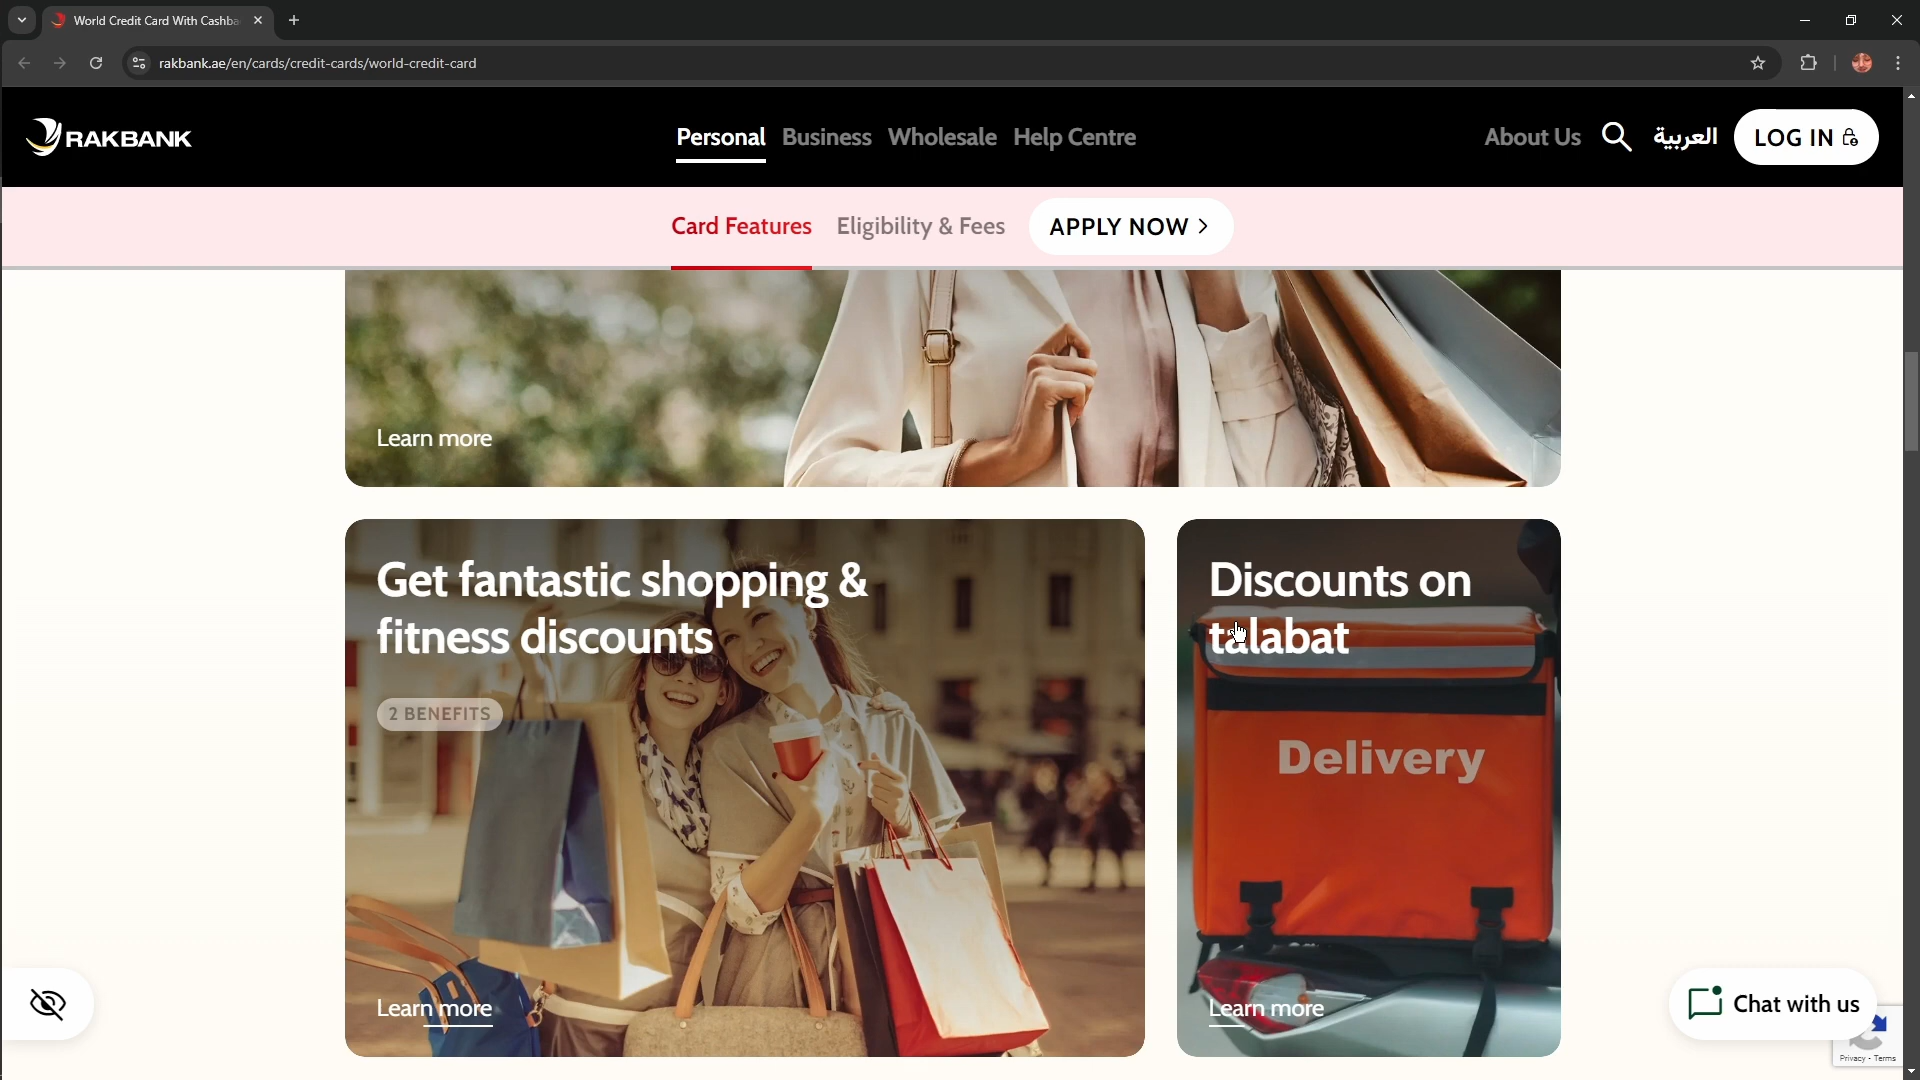 World Credit Card With Cashba
rakbank.ae/en/cards/credit-cards/world-credit-card
RAKBANK
Personal Business Wholesale Help Centre
About Us العربية LOG IN
Card Features Eligibility & Fees APPLY NOW >
Learn more
Get fantastic shopping &
fitness discounts
2 BENEFITS
Learn more
Discounts on
talabat
Delivery
Learn more
Chat with us
Privacy - Terms